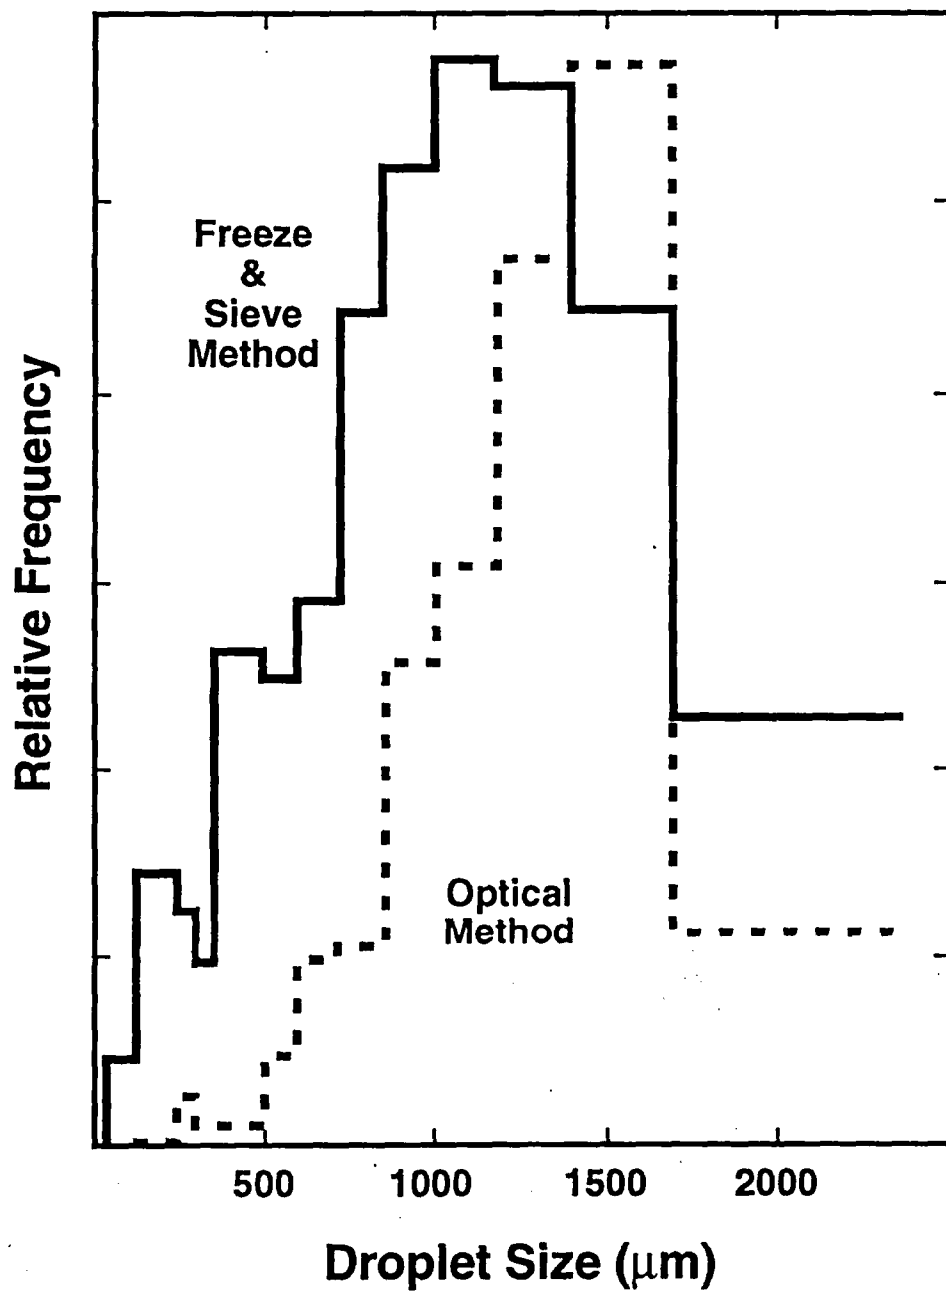 Freeze
&
Sieve
Method
Relative Frequency
Optical
Method
500 1000 1500 2000
Droplet Size (μm)